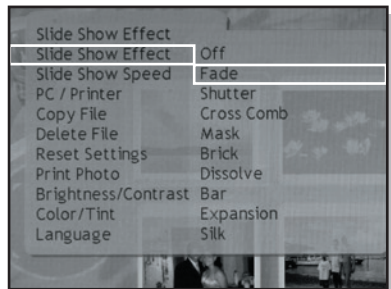 Slide Show Effect
Slide Show Effect Off
Slide Show Speed Fade
PC / Printer Shutter
Copy File Cross Comb
Delete File Mask
Reset Settings Brick
Print Photo Dissolve
Brightness/Contrast Bar
Color/Tint Expansion
Language Silk